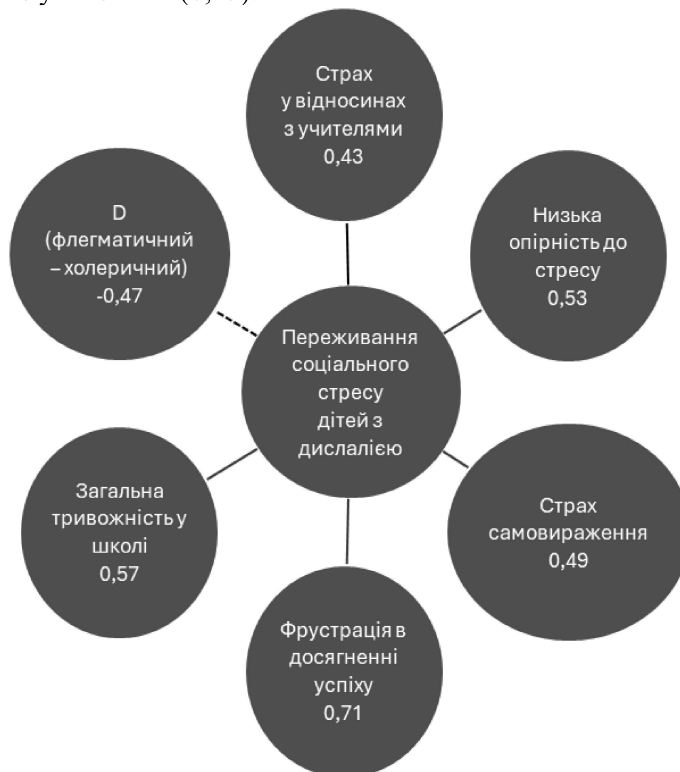 Страх
у відносинах
з учителями
0,43
D
(флегматичний
– холеричний)
-0,47
Низька
опірність до
стресу
0,53
Переживання
соціального
стресу
дітей з
дислалією
Загальна
тривожність у
школі
0,57
Страх
самовираження
0,49
Фрустрація в
досягненні
успіху
0,71